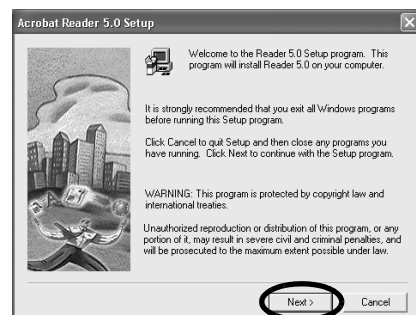 Acrobat Reader 5.0 Setup
Welcome to the Reader 5.0 Setup program. This
program will install Reader 5.0 on your computer.
It is strongly recommended that you exit all Windows programs
before running this Setup program.
Click Cancel to quit Setup and then close any programs you
have running. Click Next to continue with the Setup program.
WARNING: This program is protected by copyright law and
international treaties.
Unauthorized reproduction or distribution of this program, or any
portion of it, may result in severe civil and criminal penalties, and
will be prosecuted to the maximum extent possible under law.
Next >
Cancel